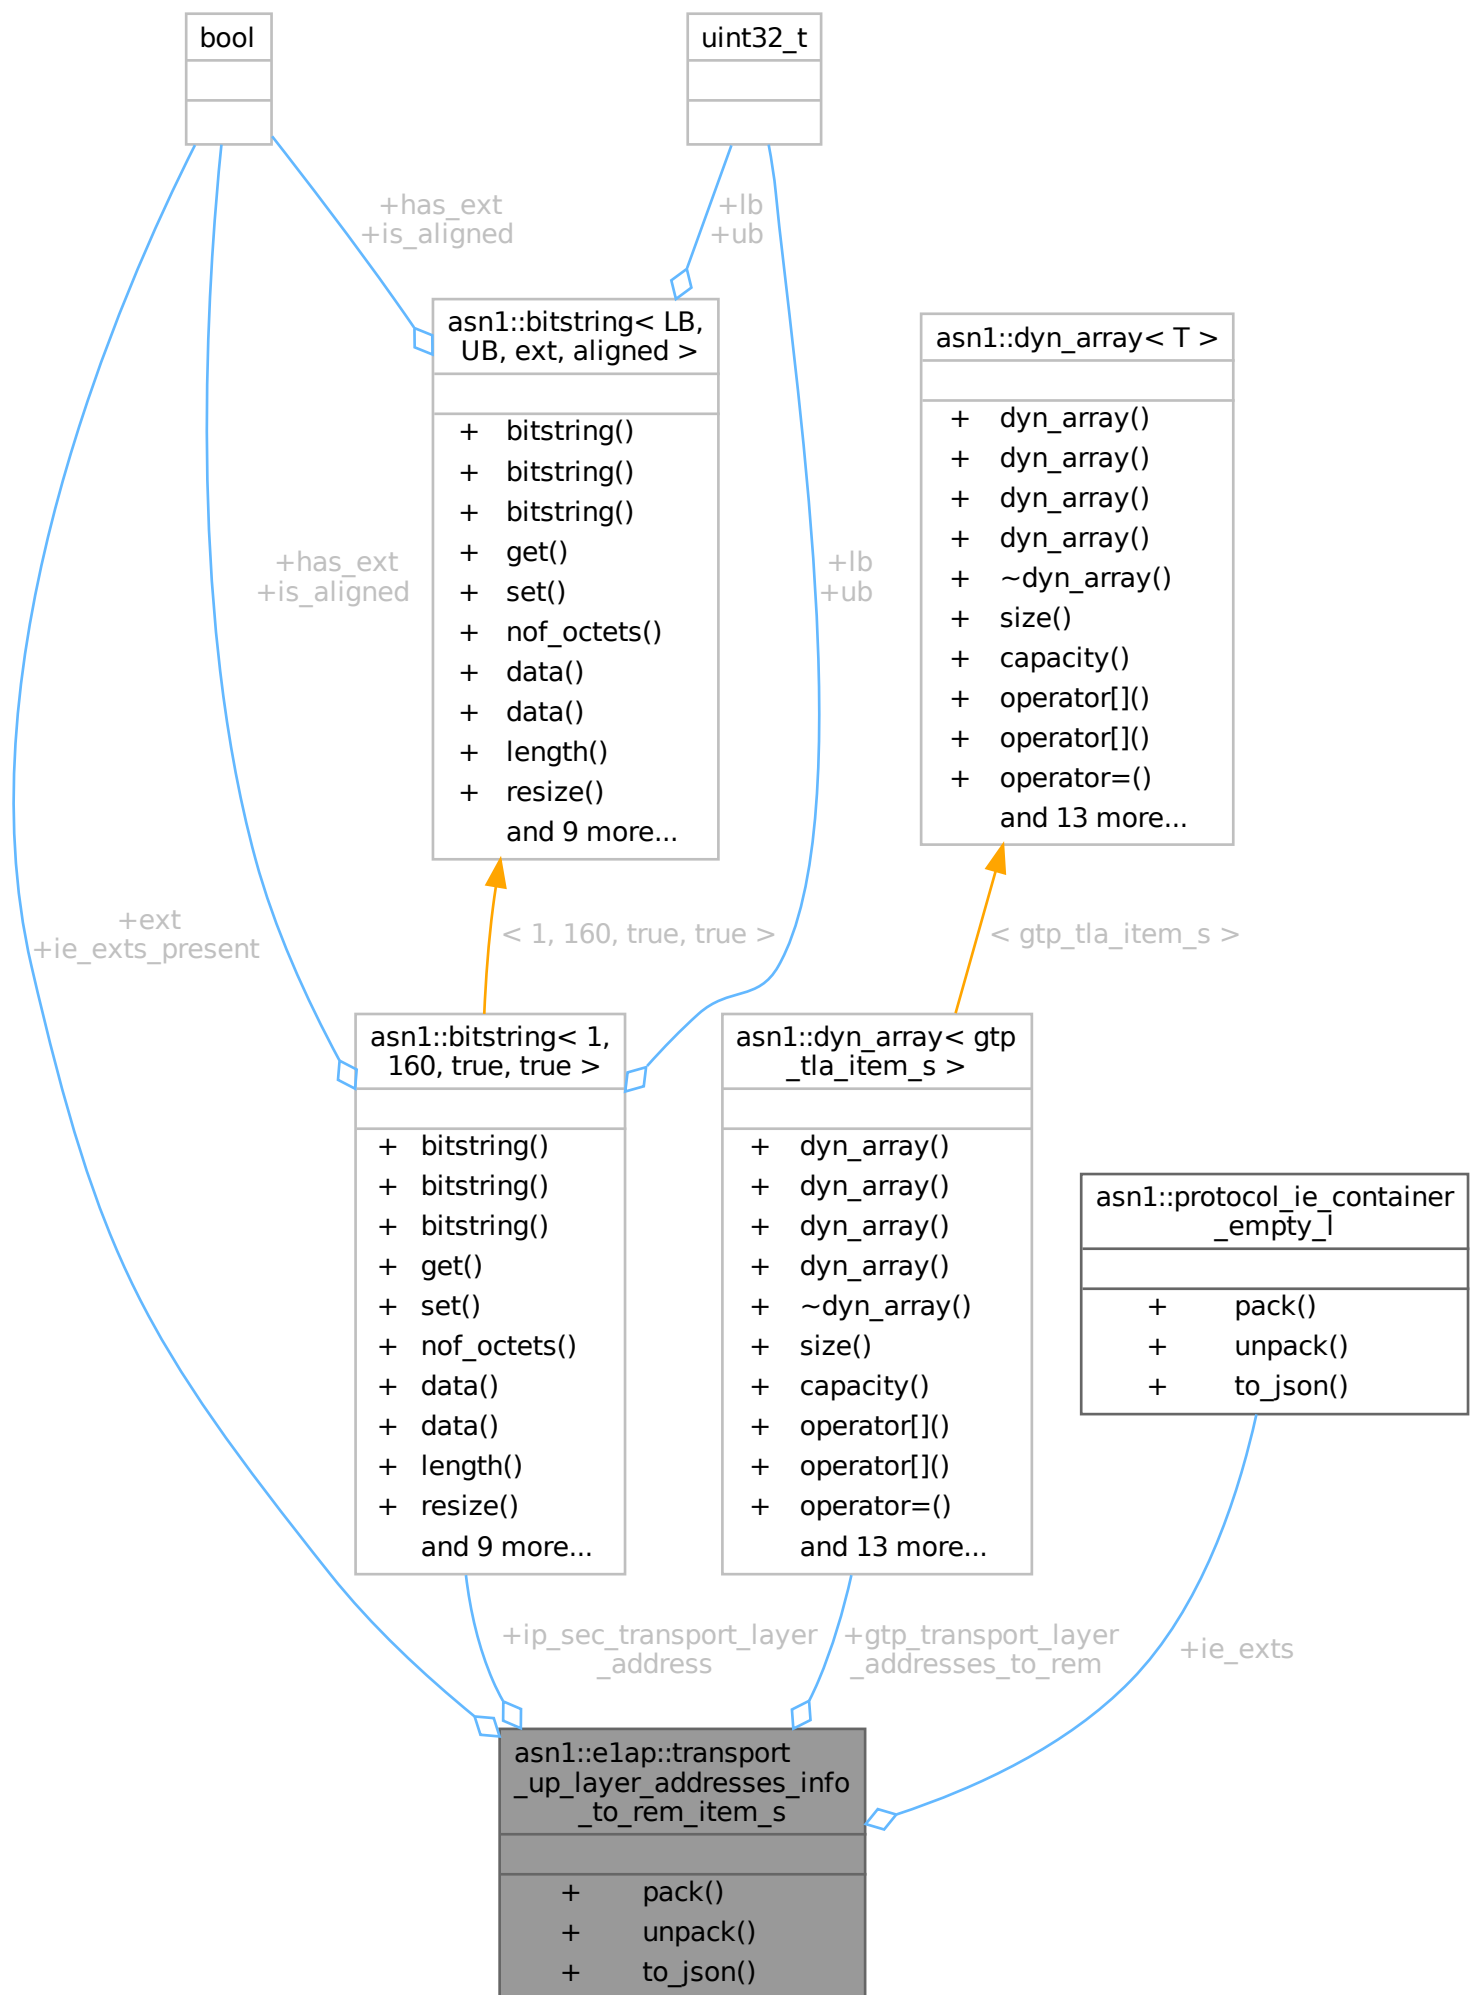 bool
uint32_t
+has_ext
+is_aligned
+lb
+ub
asn1::bitstring< LB,
UB, ext, aligned >
+ bitstring()
+ bitstring()
+ bitstring()
+ get()
+ set()
+ nof_octets()
+ data()
+ data()
+ length()
+ resize()
and 9 more...
asn1::dyn_array< T >
+ dyn_array()
+ dyn_array()
+ dyn_array()
+ dyn_array()
+ ~dyn_array()
+ size()
+ capacity()
+ operator[]()
+ operator[]()
+ operator=()
and 13 more...
+has_ext
+is_aligned
+lb
+ub
+ext
+ie_exts_present
< 1, 160, true, true >
< gtp_tla_item_s >
asn1::bitstring< 1,
160, true, true >
+ bitstring()
+ bitstring()
+ bitstring()
+ get()
+ set()
+ nof_octets()
+ data()
+ data()
+ length()
+ resize()
and 9 more...
asn1::dyn_array< gtp
_tla_item_s >
+ dyn_array()
+ dyn_array()
+ dyn_array()
+ dyn_array()
+ ~dyn_array()
+ size()
+ capacity()
+ operator[]()
+ operator[]()
+ operator=()
and 13 more...
asn1::protocol_ie_container
_empty_l
+ pack()
+ unpack()
+ to_json()
+ip_sec_transport_layer
_address
+gtp_transport_layer
_addresses_to_rem
+ie_exts
asn1::e1ap::transport
_up_layer_addresses_info
_to_rem_item_s
+ pack()
+ unpack()
+ to_json()